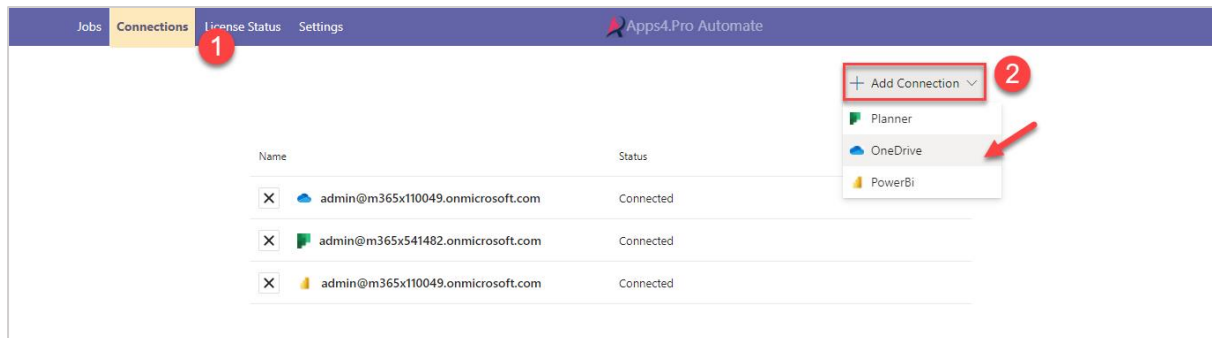 Jobs Connections License Status Settings Apps4.Pro Automate
1
+ Add Connection 2
Planner
OneDrive
PowerBi
Name Status
admin@m365x110049.onmicrosoft.com Connected
admin@m365x541482.onmicrosoft.com Connected
admin@m365x110049.onmicrosoft.com Connected